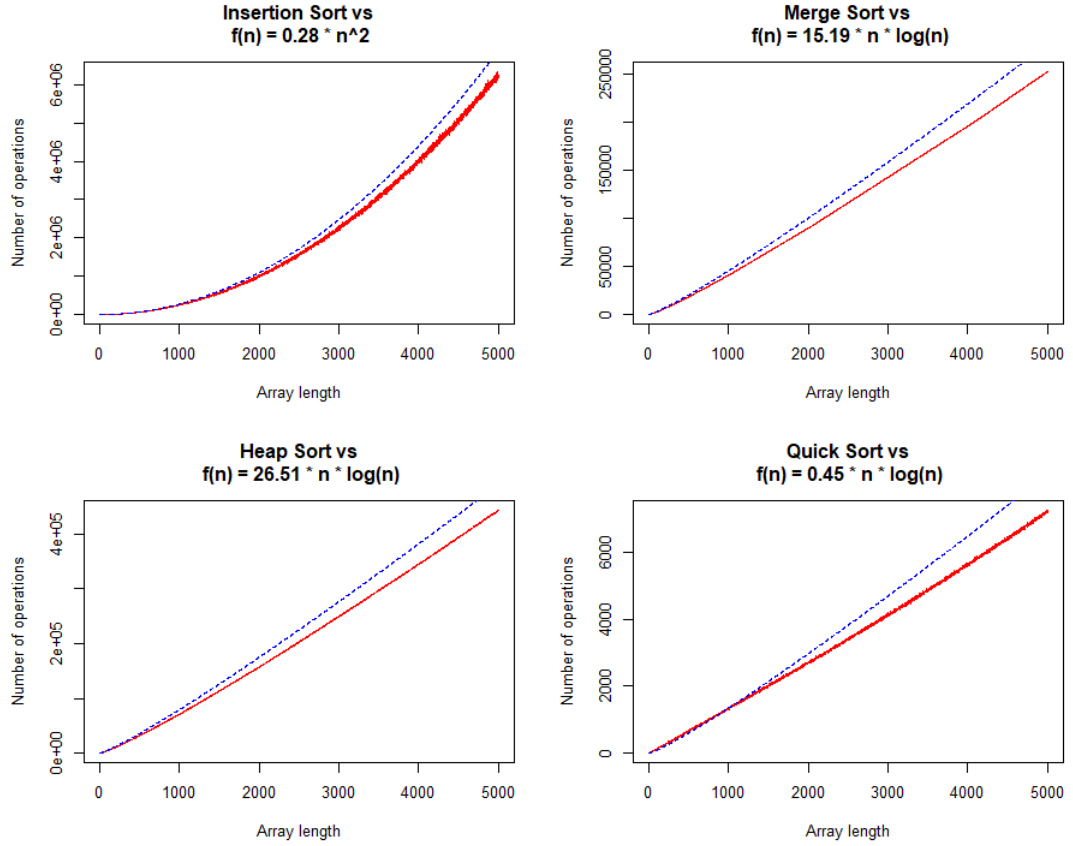 Insertion Sort vs
f(n) = 0.28 * n^2
Number of operations
6e+06
4e+06
2e+06
0e+00
0 1000 2000 3000 4000 5000
Array length
Merge Sort vs
f(n) = 15.19 * n * log(n)
Number of operations
250000
150000
50000
0
0 1000 2000 3000 4000 5000
Array length
Heap Sort vs
f(n) = 26.51 * n * log(n)
Number of operations
4e+05
2e+05
0e+00
0 1000 2000 3000 4000 5000
Array length
Quick Sort vs
f(n) = 0.45 * n * log(n)
Number of operations
6000
4000
2000
0
0 1000 2000 3000 4000 5000
Array length